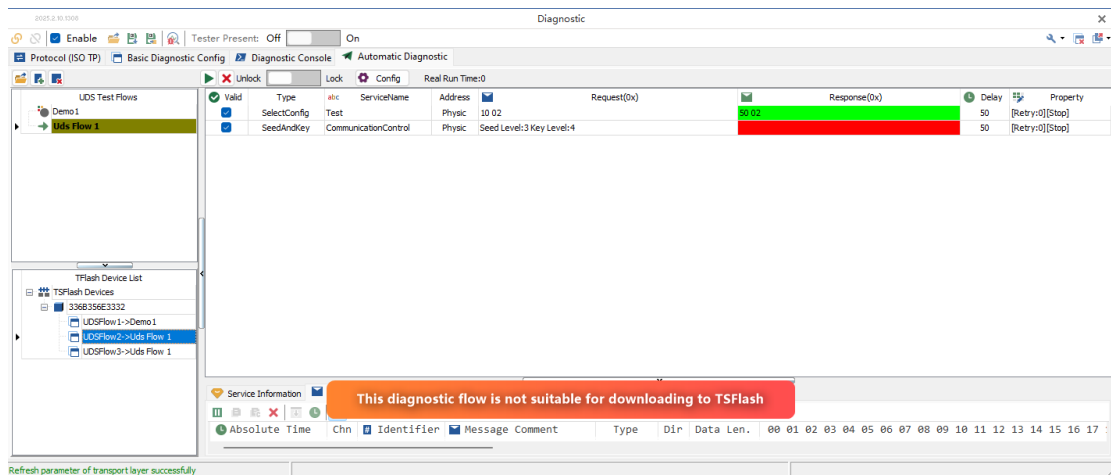 2025.2.10.1306
Diagnostic
Enable
Tester Present: Off
On
Protocol (ISO TP)
Basic Diagnostic Config
Diagnostic Console
Automatic Diagnostic
Unlock
Lock
Config
Real Run Time:0
UDS Test Flows
Demo1
Uds Flow 1
Valid Type abc ServiceName Address Request(0x) Response(0x) Delay Property
SelectConfig Test Physic 10 02 50 02 50 [Retry:0][Stop]
SeedAndKey CommunicationControl Physic Seed Level:3 Key Level:4 50 [Retry:0][Stop]
TFlash Device List
TSFlash Devices
336B356E3332
UDSFlow1->Demo1
UDSFlow2->Uds Flow 1
UDSFlow3->Uds Flow 1
Service Information
This diagnostic flow is not suitable for downloading to TSFlash
Absolute Time Chn # Identifier Message Comment Type Dir Data Len. 00 01 02 03 04 05 06 07 08 09 10 11 12 13 14 15 16 17
Refresh parameter of transport layer successfully